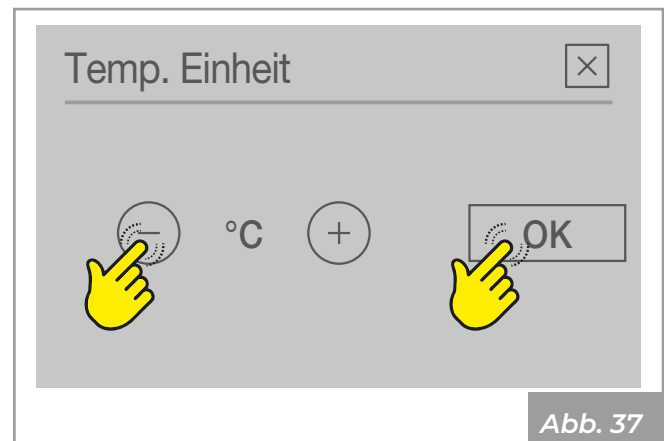 Temp. Einheit
− °C + OK
Abb. 37